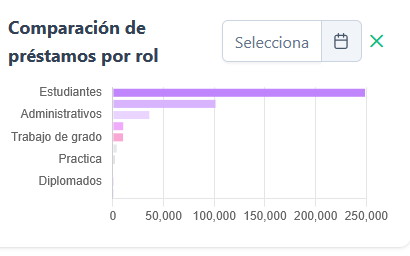 Comparación de
préstamos por rol
Selecciona
Estudiantes
Administrativos
Trabajo de grado
Practica
Diplomados
0 50,000 100,000 150,000 200,000 250,000